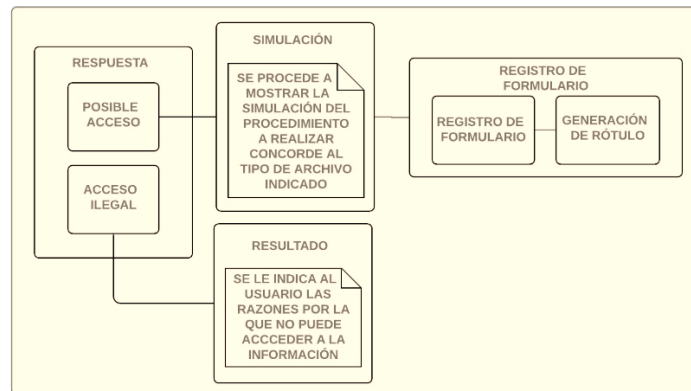 RESPUESTA
POSIBLE
ACCESO
ACCESO
ILEGAL
SIMULACIÓN
SE PROCEDE A
MOSTRAR LA
SIMULACIÓN DEL
PROCEDIMIENTO
A REALIZAR
CONCORDE AL
TIPO DE ARCHIVO
INDICADO
REGISTRO DE
FORMULARIO
REGISTRO DE
FORMULARIO
GENERACIÓN
DE RÓTULO
RESULTADO
SE LE INDICA AL
USUARIO LAS
RAZONES POR LA
QUE NO PUEDE
ACCCEDER A LA
INFORMACIÓN